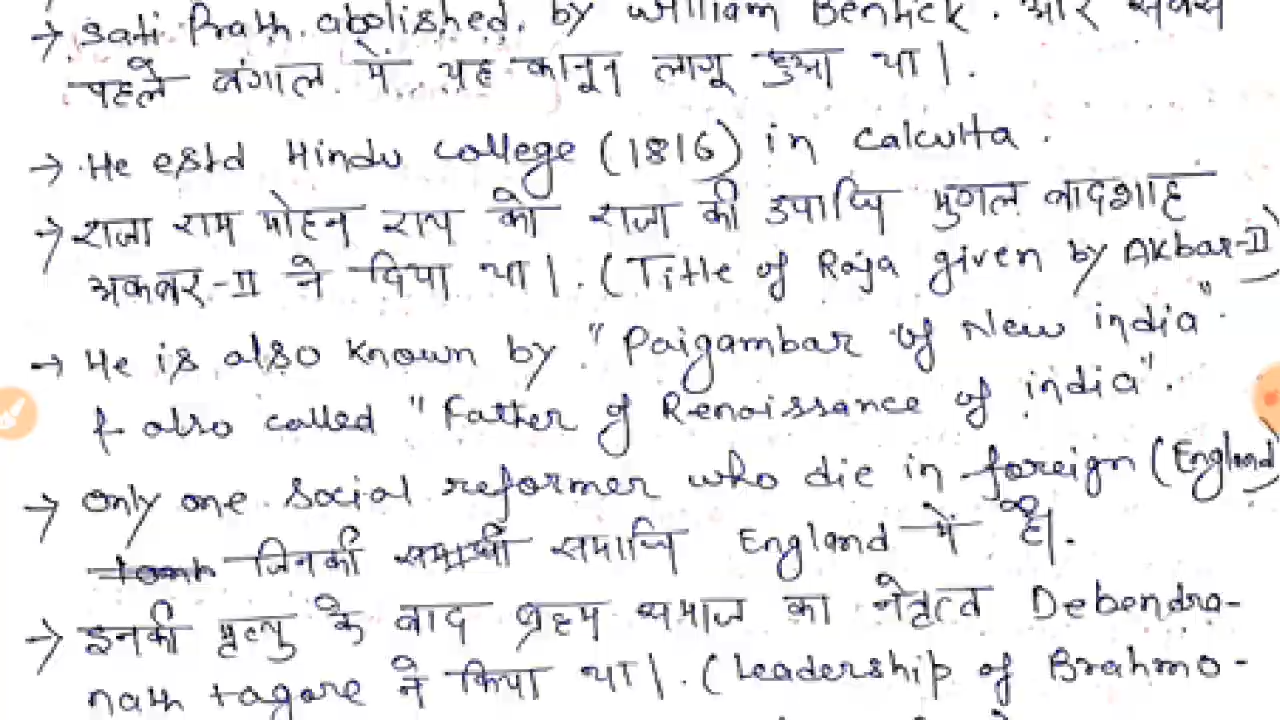 → Sati Prath abolished, by William Bentick. और सबसे
पहले बंगाल में यह कानून लागू हुआ था।.
→ He estd Hindu College (1816) in Calcutta.
→ राजा राम मोहन राय को राजा की उपाधि मुगल बादशाह
अकबर-II ने दिया था।. (Title of Raja given by Akbar-II)
→ He is also known by "Paigambar of New india".
& also called "Father of Renaissance of india".
→ Only one social reformer who die in foreign (England)
जिनकी समाधि England में है।.
→ इनकी मृत्यु के बाद ब्रह्म समाज का नेतृत्व Debendra-
nath tagore ने किया था।. (Leadership of Brahmo-